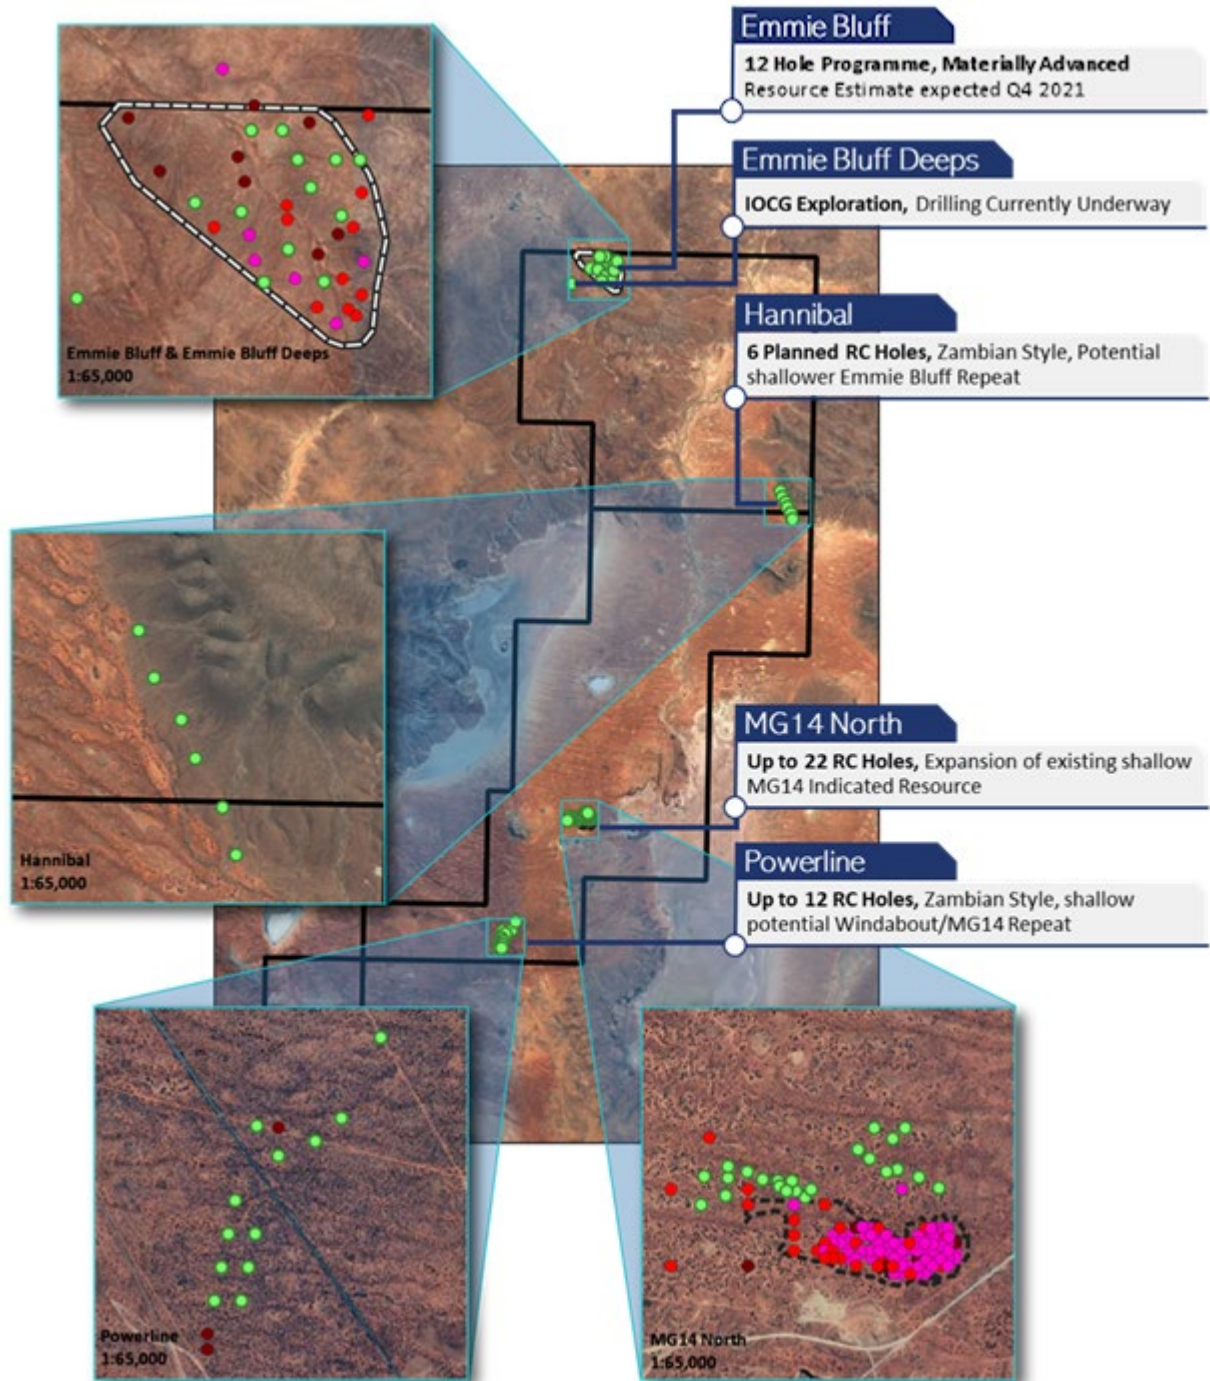 Emmie Bluff
12 Hole Programme, Materially Advanced
Resource Estimate expected Q4 2021
Emmie Bluff Deeps
IOCG Exploration, Drilling Currently Underway
Hannibal
6 Planned RC Holes, Zambian Style, Potential
shallower Emmie Bluff Repeat
MG14 North
Up to 22 RC Holes, Expansion of existing shallow
MG14 Indicated Resource
Powerline
Up to 12 RC Holes, Zambian Style, shallow
potential Windabout/MG14 Repeat
Emmie Bluff & Emmie Bluff Deeps
1:65,000
Hannibal
1:65,000
Powerline
1:65,000
MG14 North
1:65,000